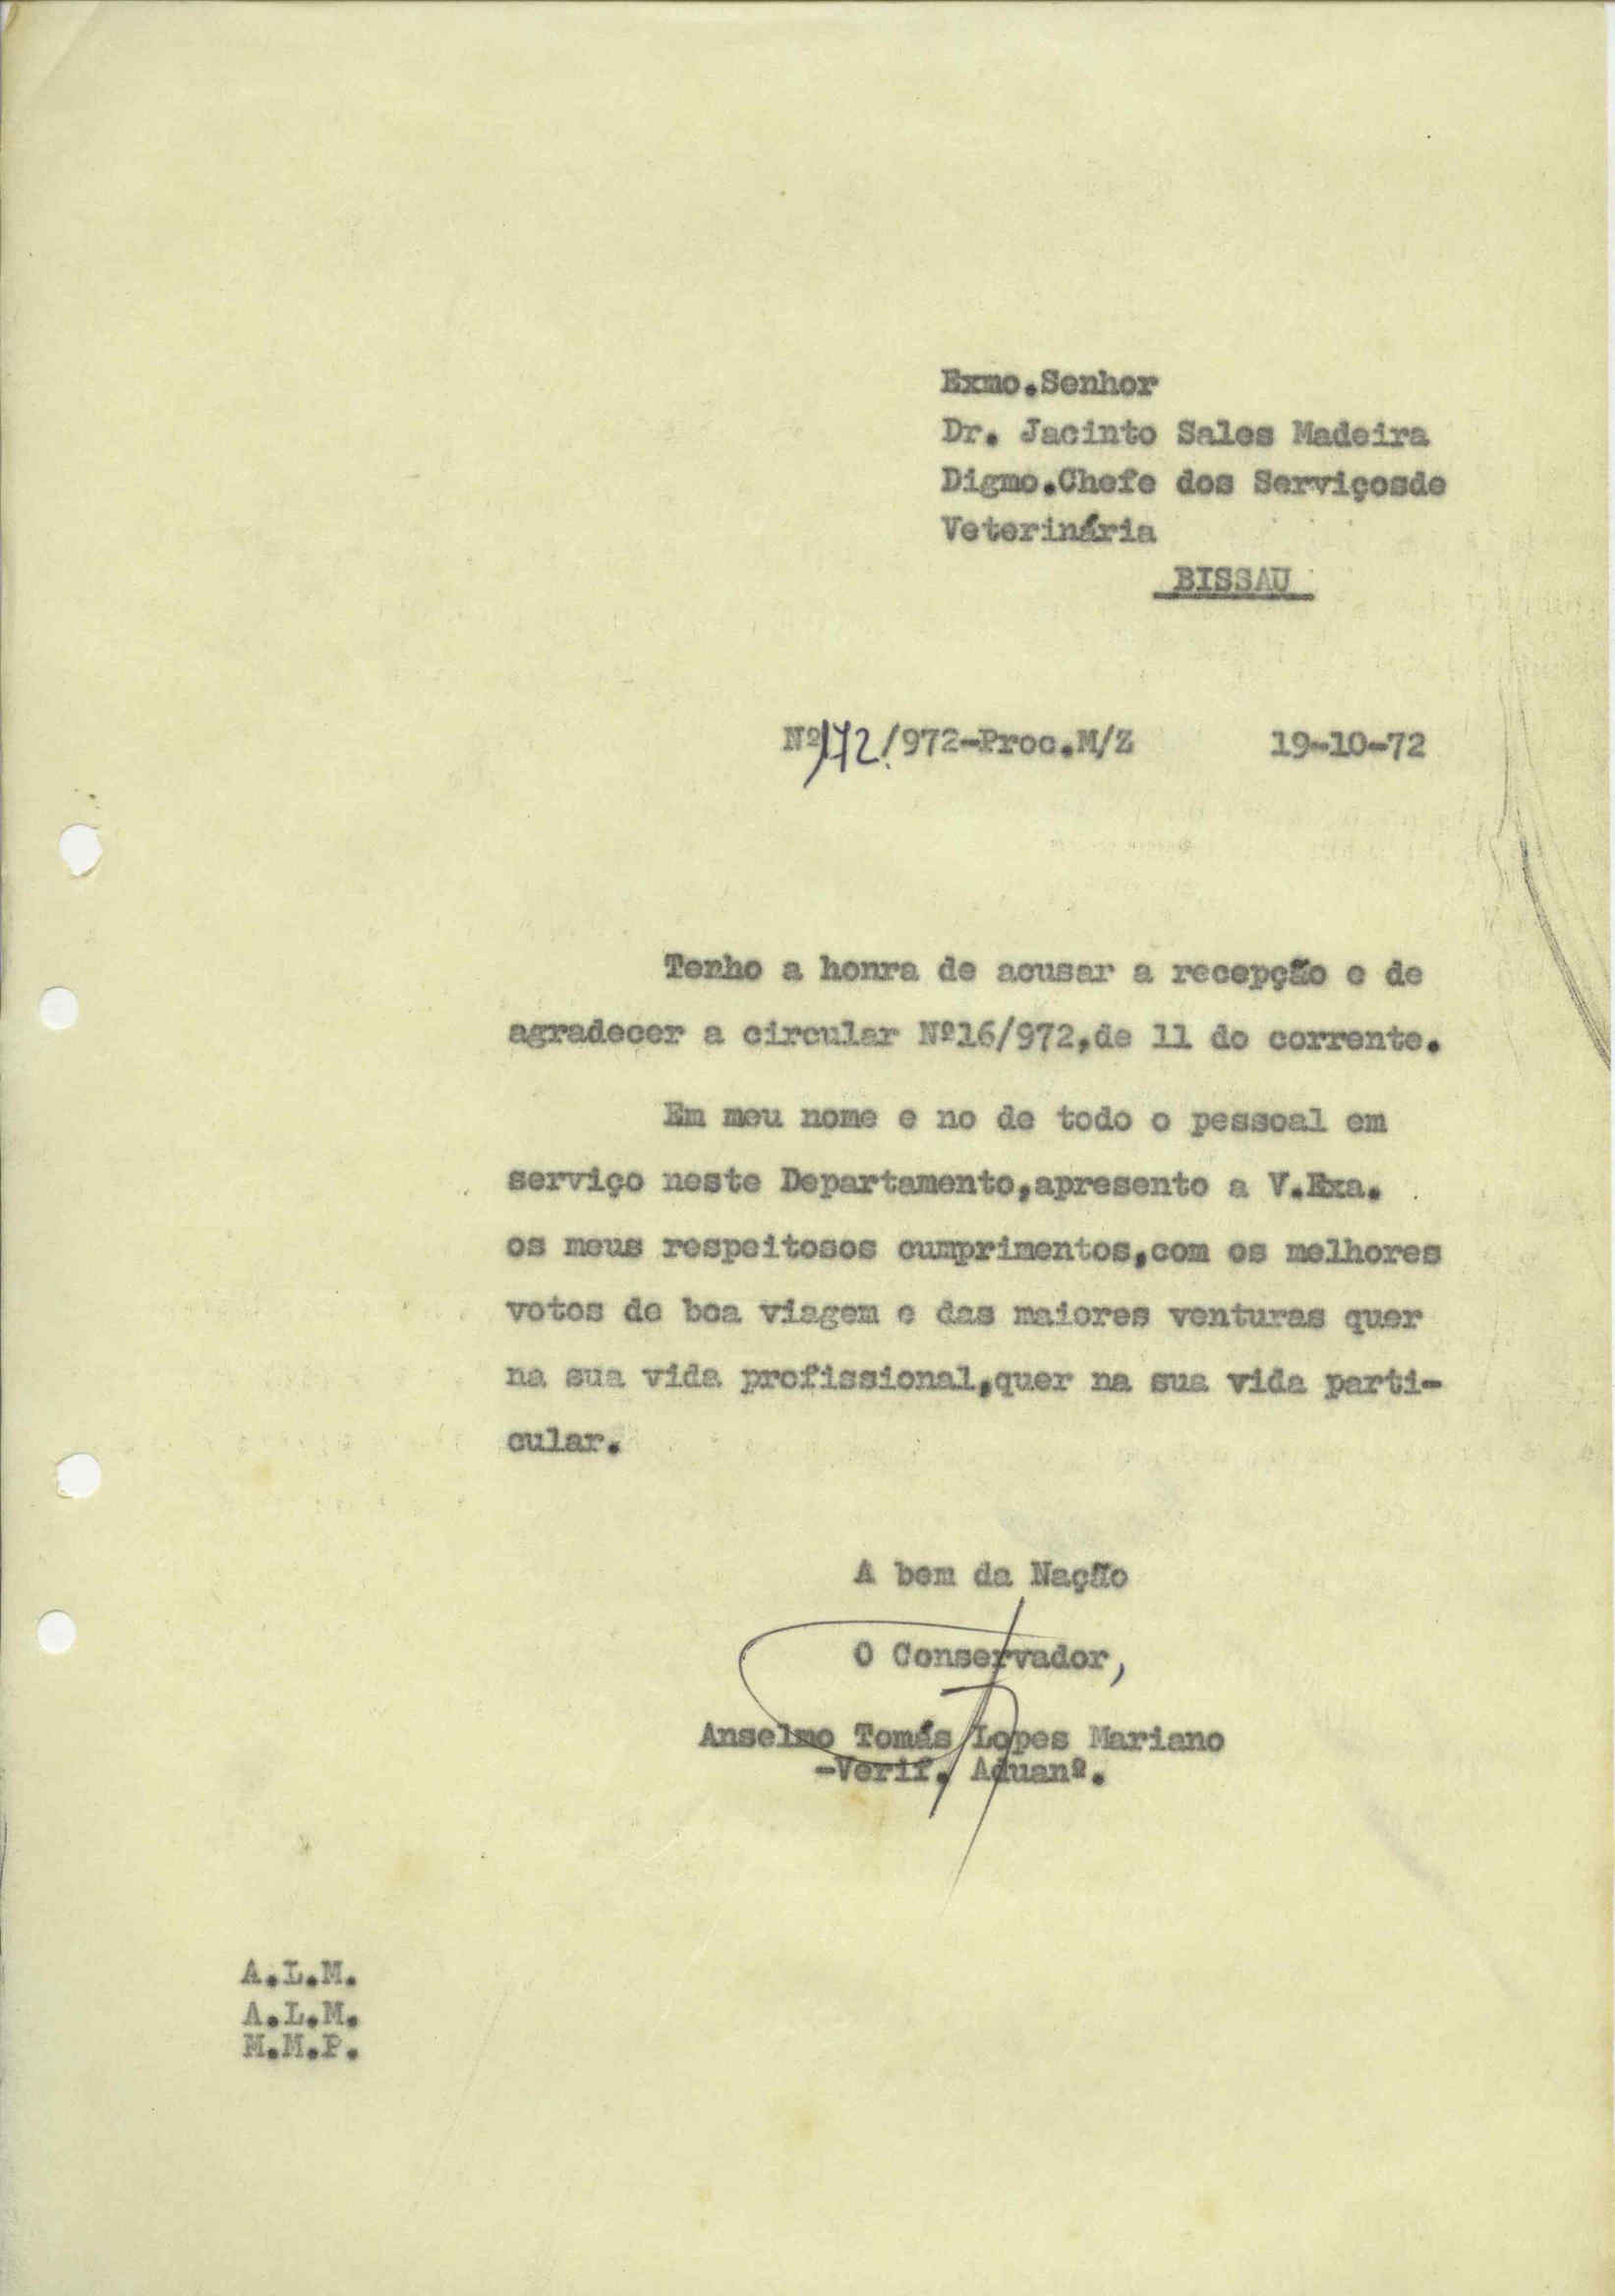 Exmo.Senhor
Dr. Jacinto Sales Madeira
Digmo.Chefe dos Serviçosde
Veterinária
BISSAU
Nº172/972-Proc.M/Z 19-10-72
Tenho a honra de acusar a recepção e de
agradecer a circular Nº16/972,de 11 do corrente.
Em meu nome e no de todo o pessoal em
serviço neste Departamento,apresento a V.Exa.
os meus respeitosos cumprimentos,com os melhores
votos de boa viagem e das maiores venturas quer
na sua vida profissional,quer na sua vida parti-
cular.
A bem da Nação
O Conservador,
Anselmo Tomás Lopes Mariano
-Verif. Aduanº.
A.L.M.
A.L.M.
M.M.P.